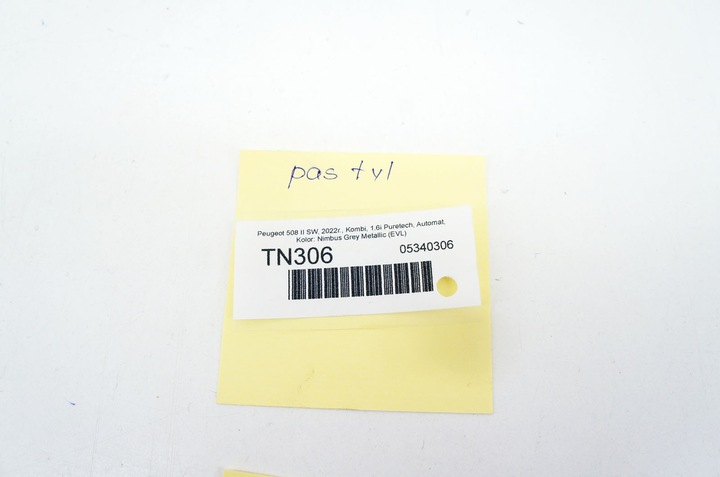 pas tyl
Peugeot 508 II SW, 2022r., Kombi, 1.6i Puretech, Automat.
Kolor: Nimbus Grey Metallic (EVL)
TN306
05340306